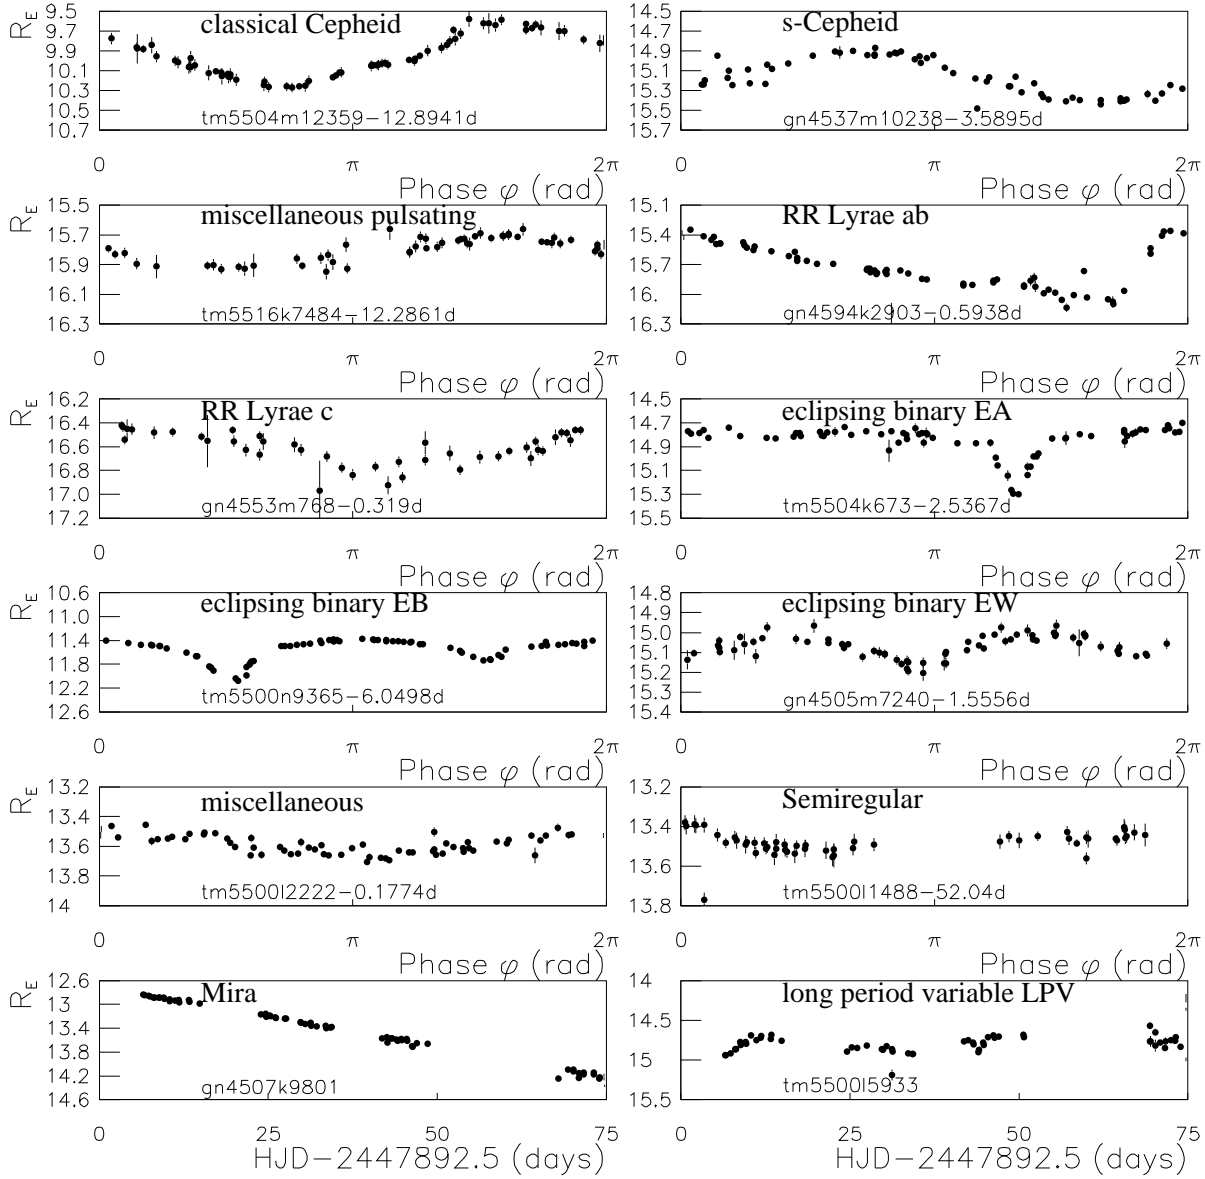 R_E
9.5
9.7
9.9
10.1
10.3
10.5
10.7
classical Cepheid
tm5504m12359-12.8941d
0 π 2π
Phase φ (rad)
14.5
14.7
14.9
15.1
15.3
15.5
15.7
s-Cepheid
gn4537m10238-3.5895d
0 π 2π
Phase φ (rad)
R_E
15.5
15.7
15.9
16.1
16.3
miscellaneous pulsating
tm5516k7484-12.2861d
0 π 2π
Phase φ (rad)
15.1
15.4
15.7
16
16.3
RR Lyrae ab
gn4594k2903-0.5938d
0 π 2π
Phase φ (rad)
R_E
16.2
16.4
16.6
16.8
17.0
17.2
RR Lyrae c
gn4553m768-0.319d
0 π 2π
Phase φ (rad)
14.5
14.7
14.9
15.1
15.3
15.5
eclipsing binary EA
tm5504k673-2.5367d
0 π 2π
Phase φ (rad)
R_E
10.6
11.0
11.4
11.8
12.2
12.6
eclipsing binary EB
tm5500n9365-6.0498d
0 π 2π
Phase φ (rad)
14.8
14.9
15.0
15.1
15.2
15.3
15.4
eclipsing binary EW
gn4505m7240-1.5556d
0 π 2π
Phase φ (rad)
R_E
13.2
13.4
13.6
13.8
14
miscellaneous
tm5500l2222-0.1774d
0 π 2π
Phase φ (rad)
13.2
13.4
13.6
13.8
Semiregular
tm5500l1488-52.04d
0 π 2π
Phase φ (rad)
R_E
12.6
13
13.4
13.8
14.2
14.6
Mira
gn4507k9801
0 25 50 75
HJD-2447892.5 (days)
14
14.5
15
15.5
long period variable LPV
tm5500l5933
0 25 50 75
HJD-2447892.5 (days)